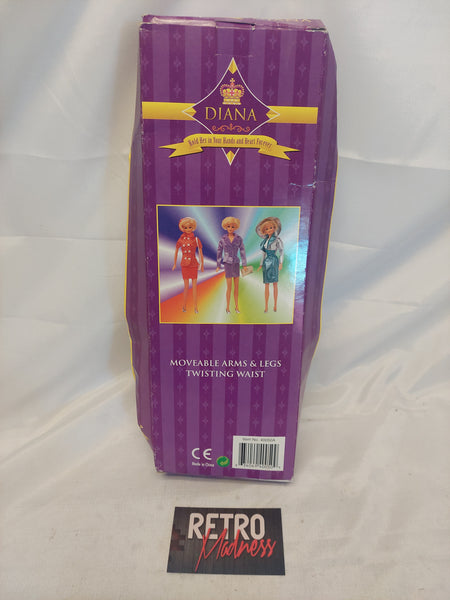 DIANA
Hold Her in Your Hands and Heart Forever
MOVEABLE ARMS & LEGS
TWISTING WAIST
CE
Made in China
RETRO
Madness